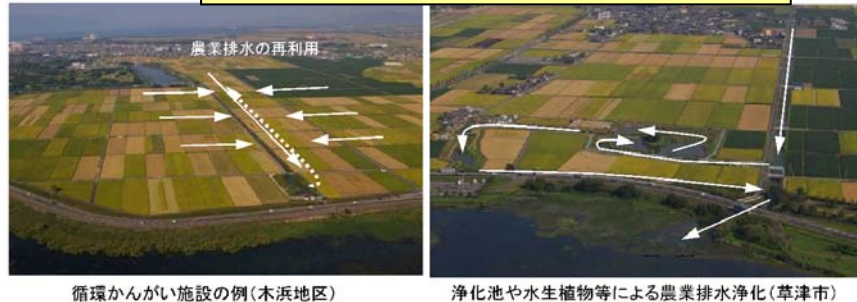 農業排水の再利用
循環かんがい施設の例(木浜地区)
浄化池や水生植物等による農業排水浄化(草津市)